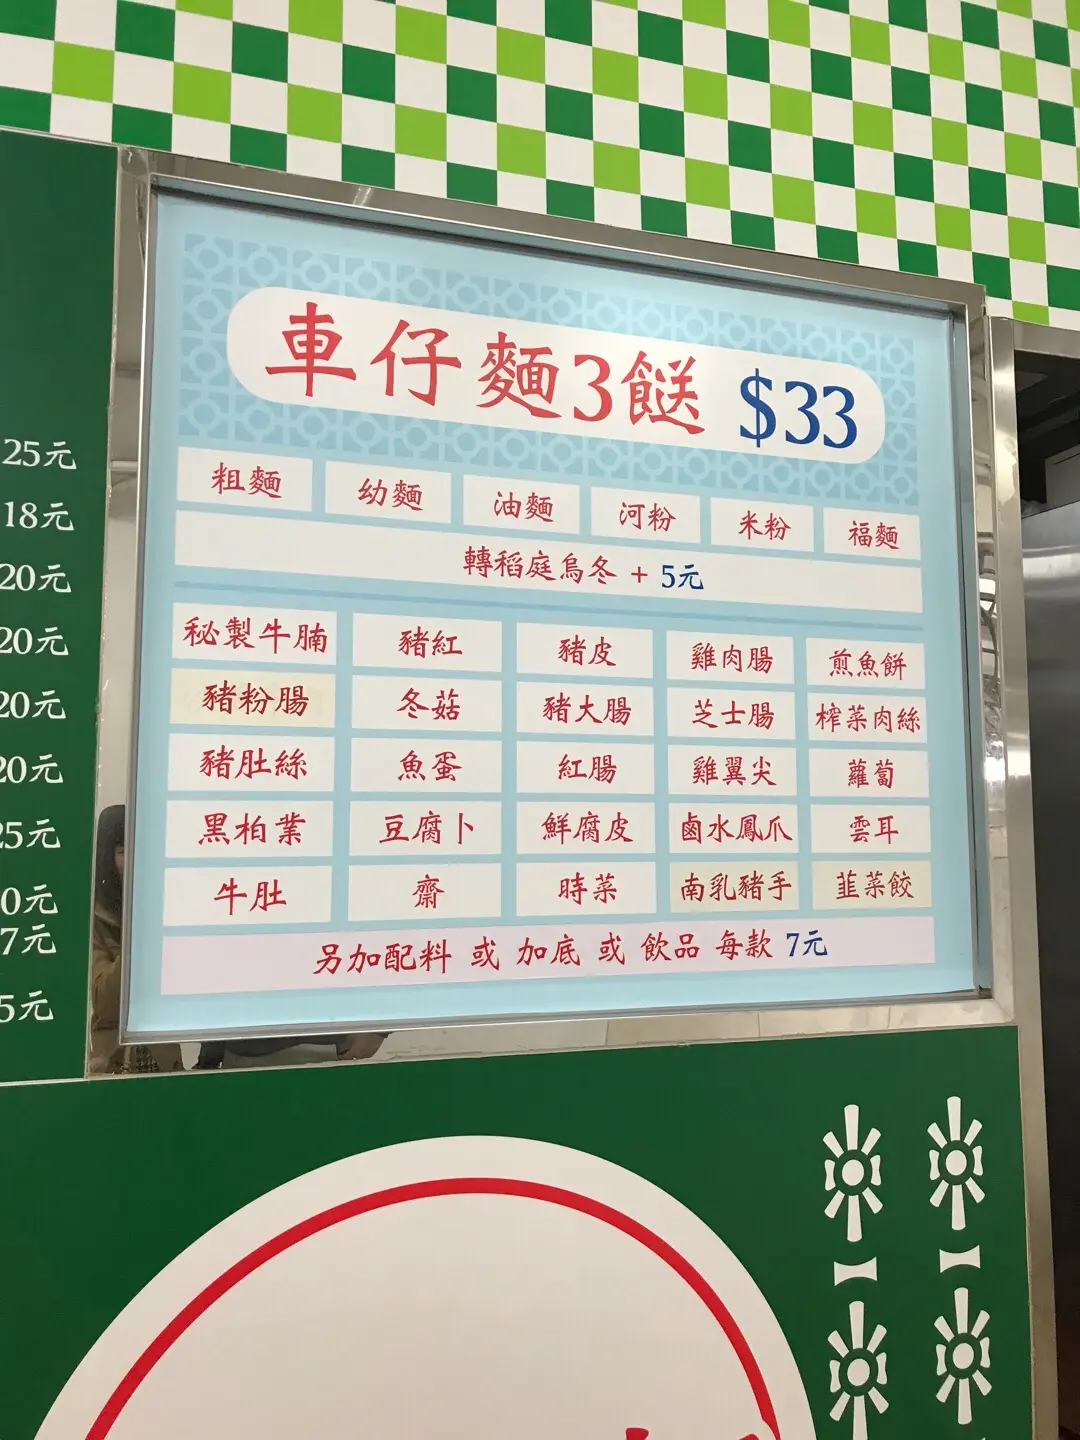 車仔麵3餸 $33
粗麵 幼麵 油麵 河粉 米粉 福麵
轉稻庭烏冬 + 5元
秘製牛腩 豬紅 豬皮 雞肉腸 煎魚餅
豬粉腸 冬菇 豬大腸 芝士腸 榨菜肉絲
豬肚絲 魚蛋 紅腸 雞翼尖 蘿蔔
黑柏葉 豆腐卜 鮮腐皮 鹵水鳳爪 雲耳
牛肚 齋 時菜 南乳豬手 韮菜餃
另加配料 或 加底 或 飲品 每款 7元
25元
18元
20元
20元
20元
20元
25元
0元
7元
5元